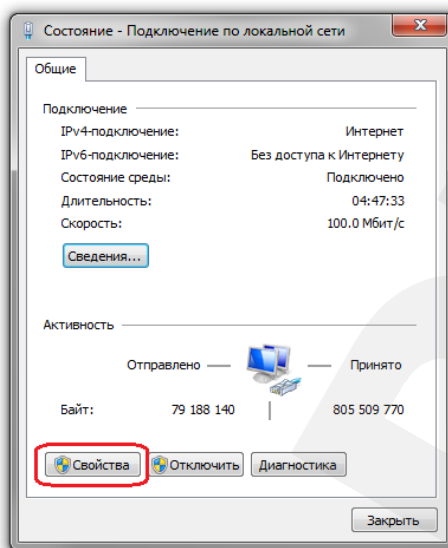 Состояние - Подключение по локальной сети
Общие
Подключение
IPv4-подключение: Интернет
IPv6-подключение: Без доступа к Интернету
Состояние среды: Подключено
Длительность: 04:47:33
Скорость: 100.0 Мбит/с
Сведения...
Активность
Отправлено — — Принято
Байт: 79 188 140 | 805 509 770
Свойства Отключить Диагностика
Закрыть